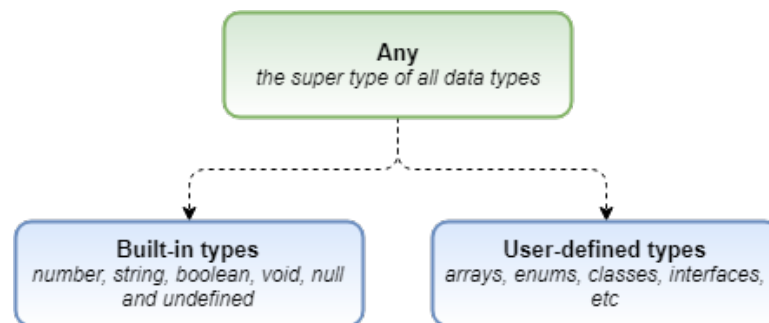 Any
the super type of all data types
Built-in types
number, string, boolean, void, null
and undefined
User-defined types
arrays, enums, classes, interfaces,
etc